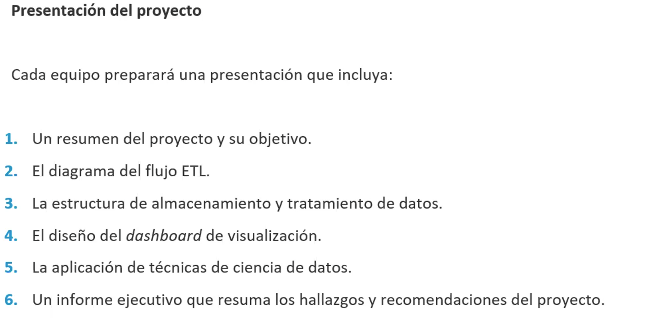 Presentación del proyecto
Cada equipo preparará una presentación que incluya:
1. Un resumen del proyecto y su objetivo.
2. El diagrama del flujo ETL.
3. La estructura de almacenamiento y tratamiento de datos.
4. El diseño del dashboard de visualización.
5. La aplicación de técnicas de ciencia de datos.
6. Un informe ejecutivo que resuma los hallazgos y recomendaciones del proyecto.